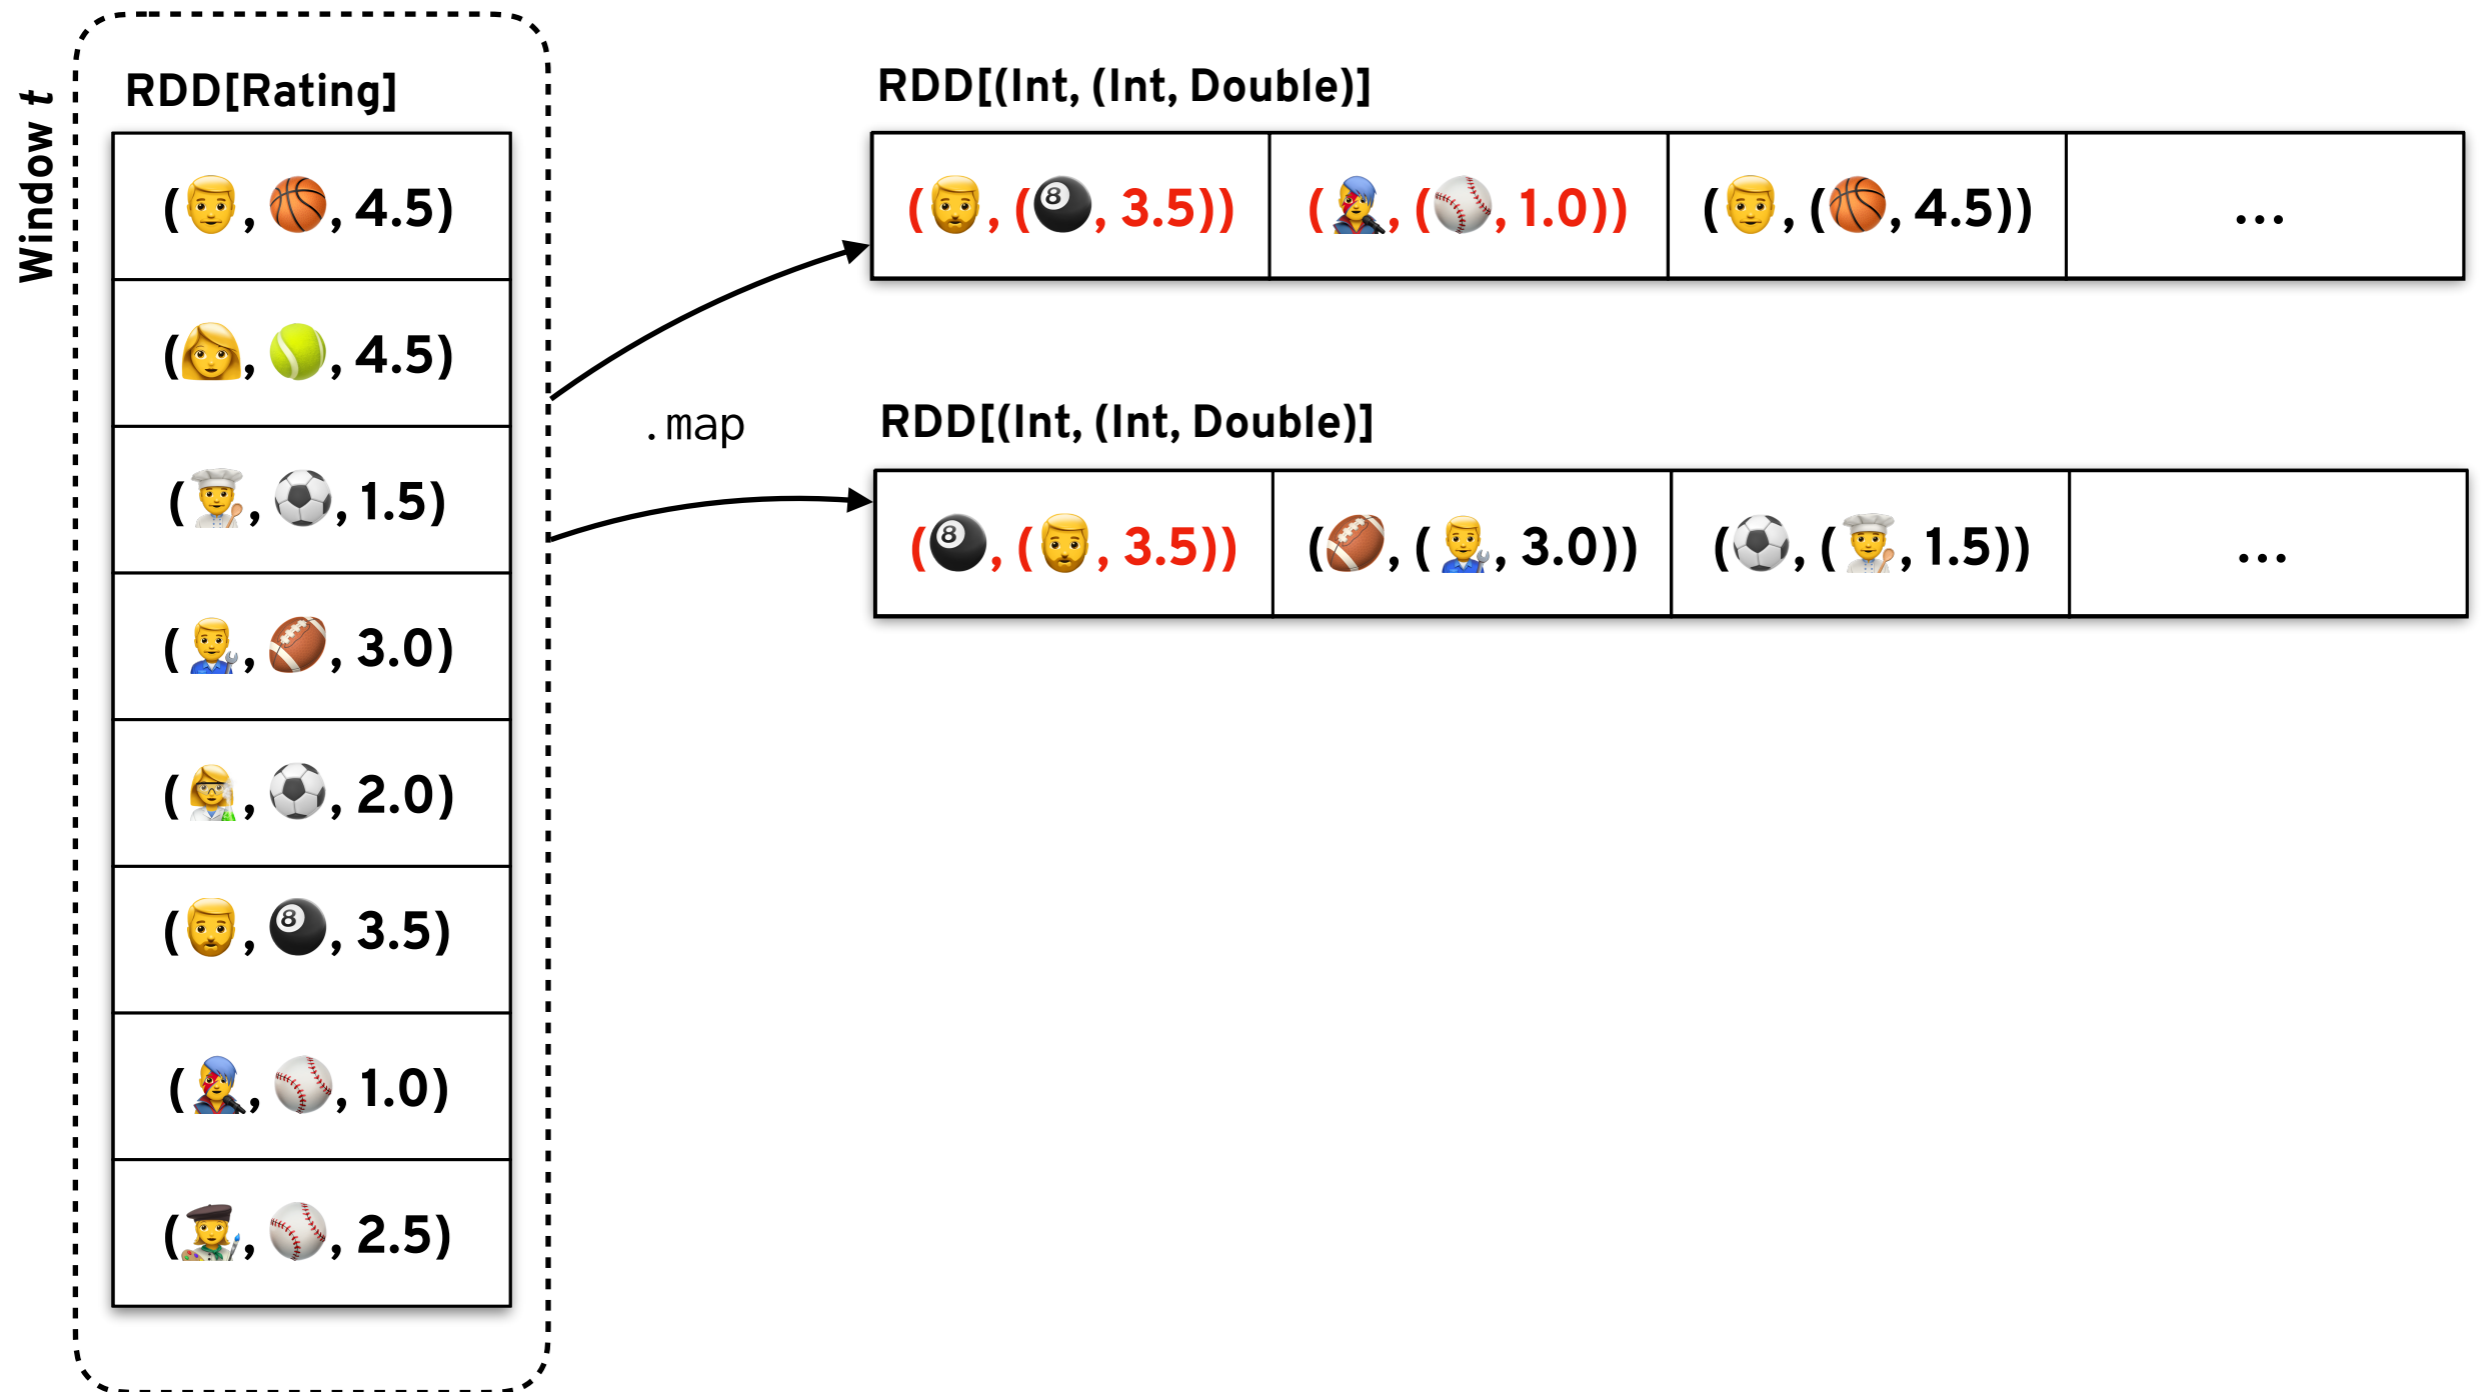 Window t
RDD[Rating]
(👨, 🏀, 4.5)
(👩, 🎾, 4.5)
(👨‍🍳, ⚽, 1.5)
(👨‍🔧, 🏈, 3.0)
(👩‍🔬, ⚽, 2.0)
(🧔, 🎱, 3.5)
(👨‍🎤, ⚾, 1.0)
(👩‍🎨, ⚾, 2.5)
.map
RDD[(Int, (Int, Double)]
(🧔, (🎱, 3.5)) (👨‍🎤, (⚾, 1.0)) (👨, (🏀, 4.5)) ...
RDD[(Int, (Int, Double)]
(🎱, (🧔, 3.5)) (🏈, (👨‍🔧, 3.0)) (⚽, (👨‍🍳, 1.5)) ...